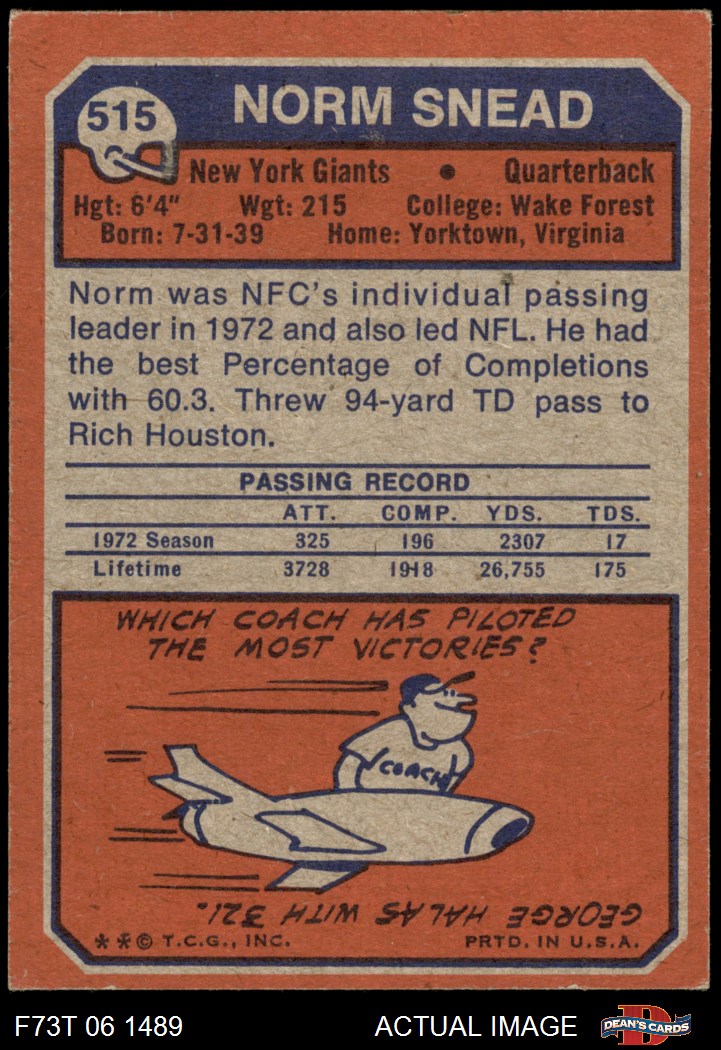 515
NORM SNEAD
New York Giants • Quarterback
Hgt: 6'4" Wgt: 215 College: Wake Forest
Born: 7-31-39 Home: Yorktown, Virginia
Norm was NFC's individual passing
leader in 1972 and also led NFL. He had
the best Percentage of Completions
with 60.3. Threw 94-yard TD pass to
Rich Houston.
PASSING RECORD
ATT. COMP. YDS. TDS.
1972 Season 325 196 2307 17
Lifetime 3728 1918 26,755 175
WHICH COACH HAS PILOTED
THE MOST VICTORIES?
COACH
GEORGE HALAS WITH 321.
**© T.C.G., INC. PRTD. IN U.S.A.
F73T 06 1489 ACTUAL IMAGE
D
DEAN'S CARDS